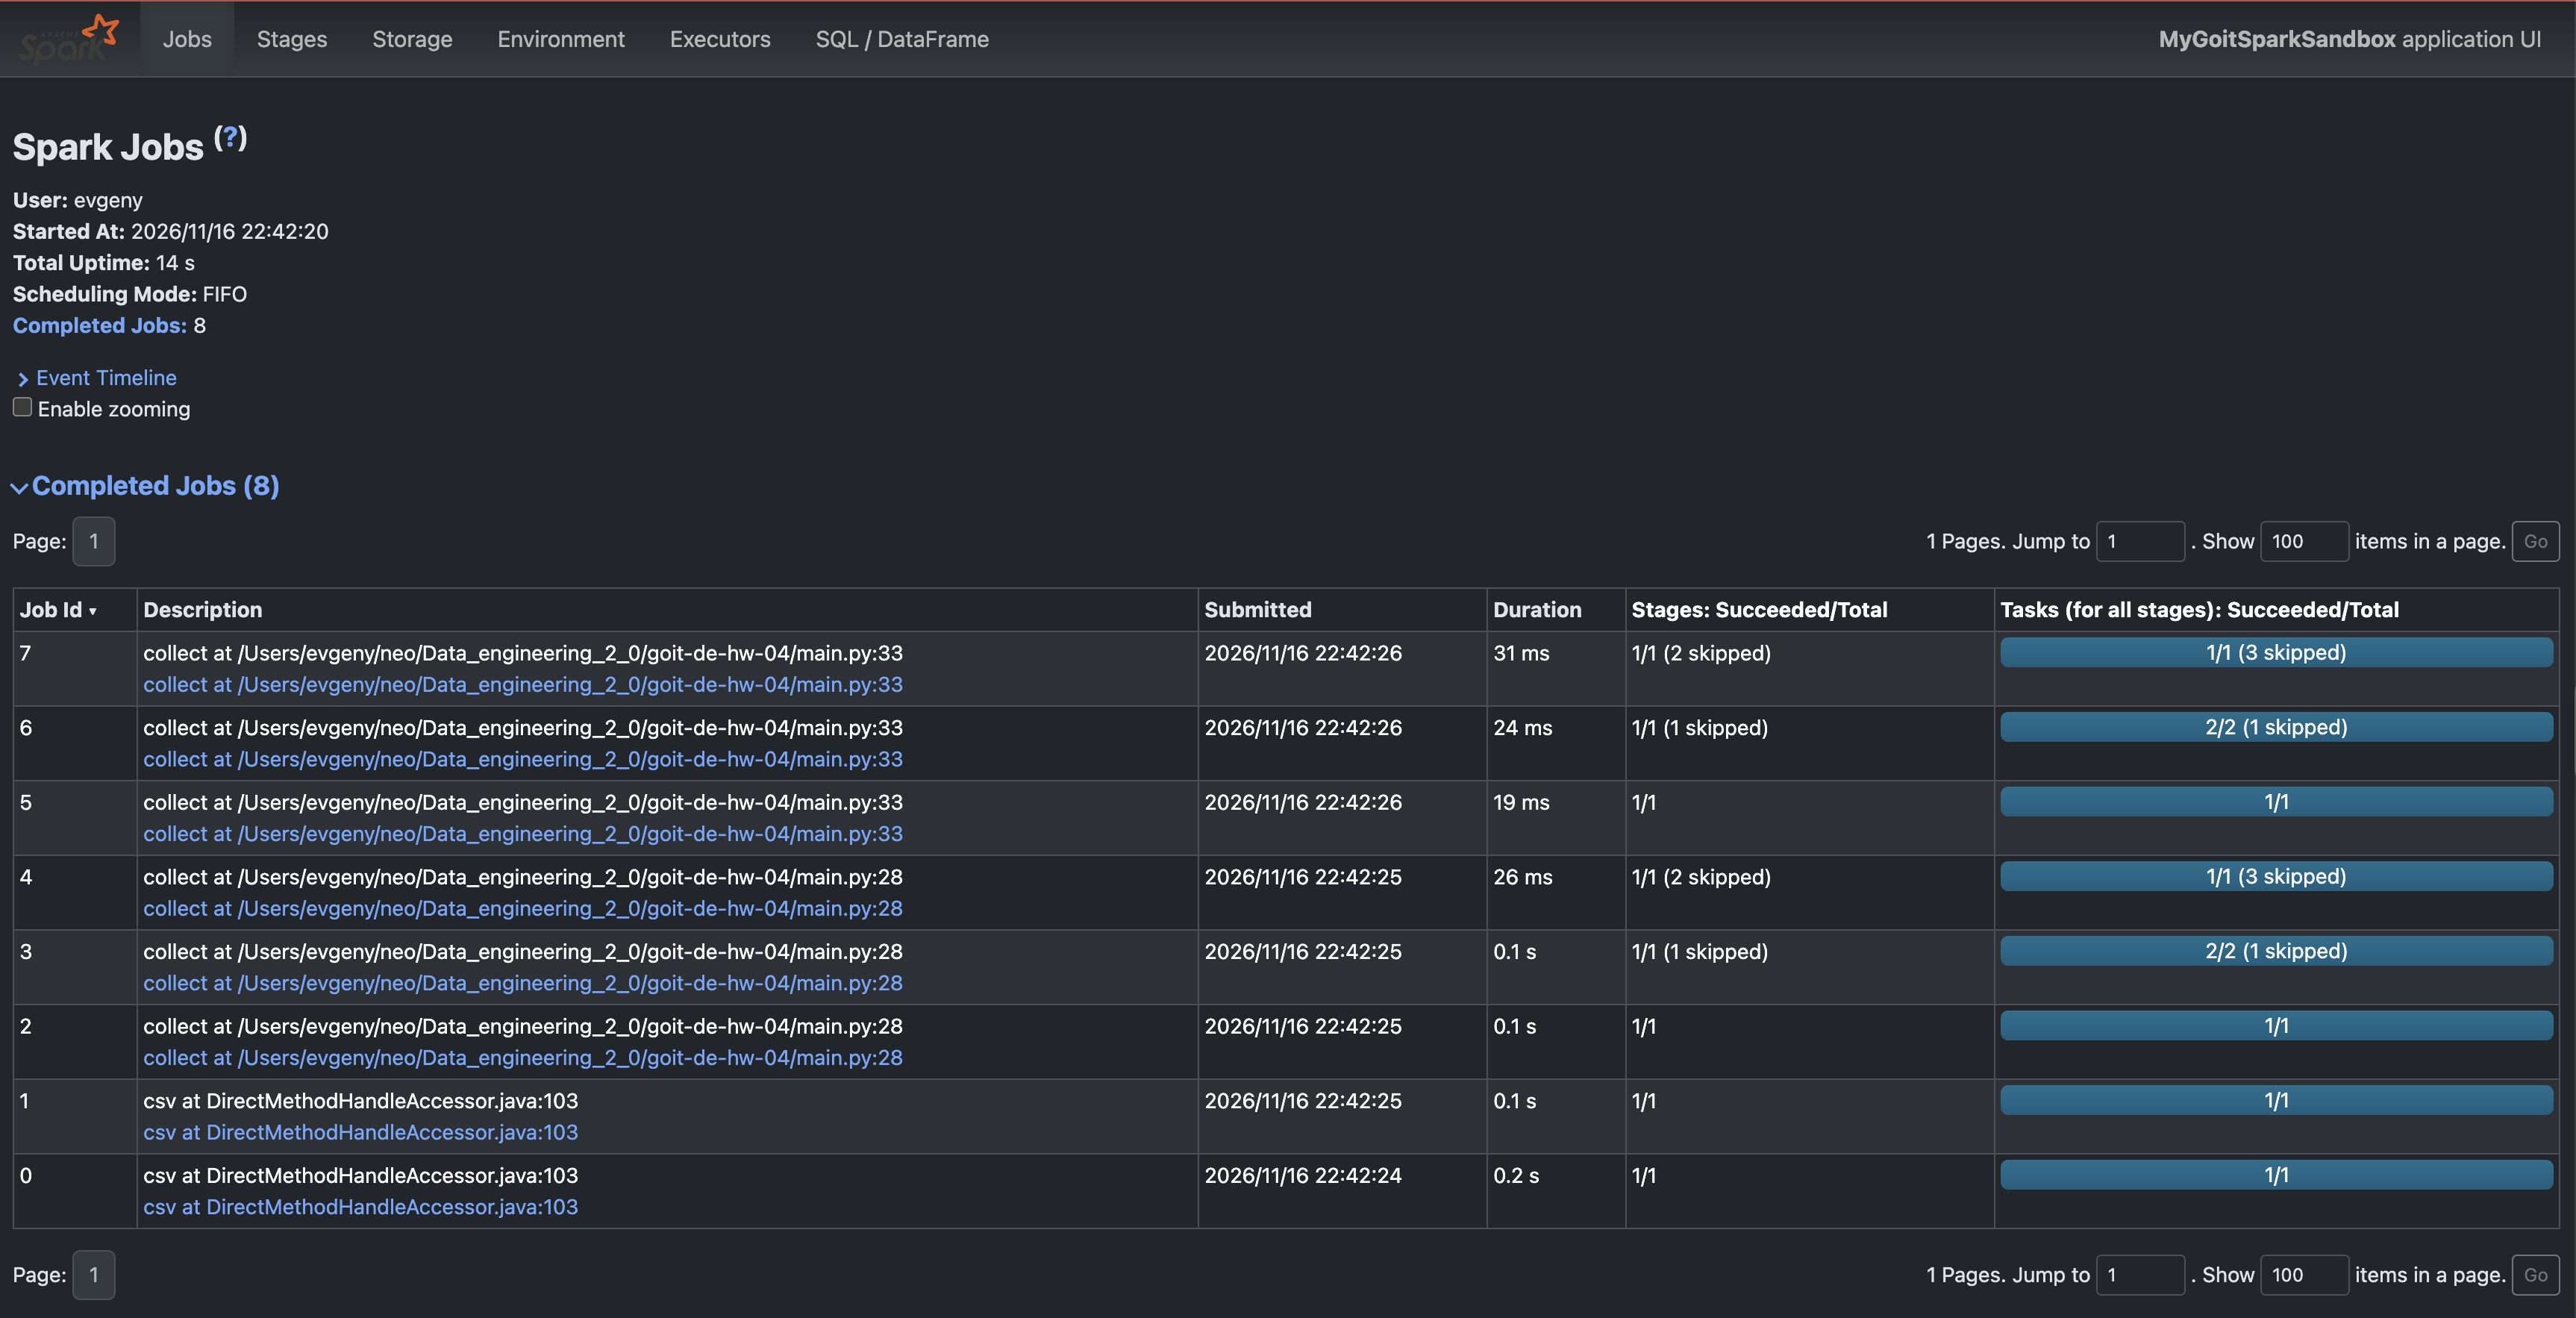 APACHE
Spark
Jobs Stages Storage Environment Executors SQL / DataFrame MyGoitSparkSandbox application UI
Spark Jobs (?)
User: evgeny
Started At: 2026/11/16 22:42:20
Total Uptime: 14 s
Scheduling Mode: FIFO
Completed Jobs: 8
Event Timeline
Enable zooming
Completed Jobs (8)
Page: 1 1 Pages. Jump to 1 . Show 100 items in a page. Go
Job Id ▾ Description Submitted Duration Stages: Succeeded/Total Tasks (for all stages): Succeeded/Total
7 collect at /Users/evgeny/neo/Data_engineering_2_0/goit-de-hw-04/main.py:33 2026/11/16 22:42:26 31 ms 1/1 (2 skipped) 1/1 (3 skipped)
collect at /Users/evgeny/neo/Data_engineering_2_0/goit-de-hw-04/main.py:33
6 collect at /Users/evgeny/neo/Data_engineering_2_0/goit-de-hw-04/main.py:33 2026/11/16 22:42:26 24 ms 1/1 (1 skipped) 2/2 (1 skipped)
collect at /Users/evgeny/neo/Data_engineering_2_0/goit-de-hw-04/main.py:33
5 collect at /Users/evgeny/neo/Data_engineering_2_0/goit-de-hw-04/main.py:33 2026/11/16 22:42:26 19 ms 1/1 1/1
collect at /Users/evgeny/neo/Data_engineering_2_0/goit-de-hw-04/main.py:33
4 collect at /Users/evgeny/neo/Data_engineering_2_0/goit-de-hw-04/main.py:28 2026/11/16 22:42:25 26 ms 1/1 (2 skipped) 1/1 (3 skipped)
collect at /Users/evgeny/neo/Data_engineering_2_0/goit-de-hw-04/main.py:28
3 collect at /Users/evgeny/neo/Data_engineering_2_0/goit-de-hw-04/main.py:28 2026/11/16 22:42:25 0.1 s 1/1 (1 skipped) 2/2 (1 skipped)
collect at /Users/evgeny/neo/Data_engineering_2_0/goit-de-hw-04/main.py:28
2 collect at /Users/evgeny/neo/Data_engineering_2_0/goit-de-hw-04/main.py:28 2026/11/16 22:42:25 0.1 s 1/1 1/1
collect at /Users/evgeny/neo/Data_engineering_2_0/goit-de-hw-04/main.py:28
1 csv at DirectMethodHandleAccessor.java:103 2026/11/16 22:42:25 0.1 s 1/1 1/1
csv at DirectMethodHandleAccessor.java:103
0 csv at DirectMethodHandleAccessor.java:103 2026/11/16 22:42:24 0.2 s 1/1 1/1
csv at DirectMethodHandleAccessor.java:103
Page: 1 1 Pages. Jump to 1 . Show 100 items in a page. Go